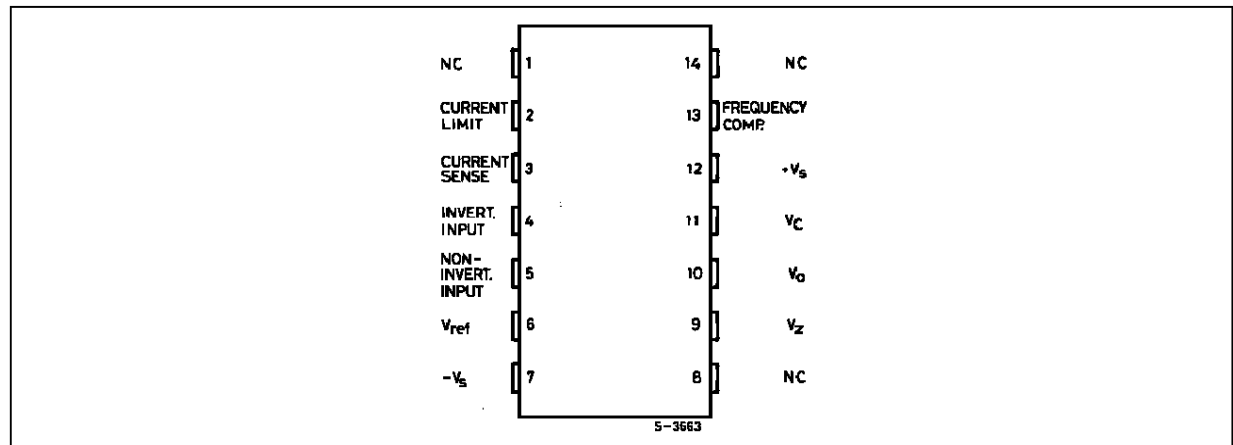 NC 1 14 NC
CURRENT LIMIT 2 13 FREQUENCY COMP.
CURRENT SENSE 3 12 +Vs
INVERT. INPUT 4 11 VC
NON-INVERT. INPUT 5 10 Vo
Vref 6 9 Vz
-Vs 7 8 NC
S-3663